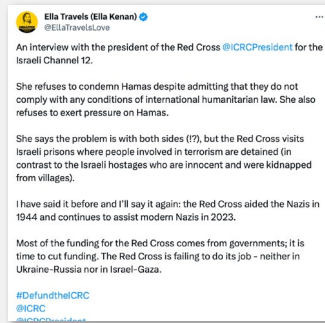 Ella Travels (Ella Kenan)
@EllaTravelsLove
An interview with the president of the Red Cross @ICRCPresident for the
Israeli Channel 12.
She refuses to condemn Hamas despite admitting that they do not
comply with any conditions of international humanitarian law. She also
refuses to exert pressure on Hamas.
She says the problem is with both sides (!?), but the Red Cross visits
Israeli prisons where people involved in terrorism are detained (in
contrast to the Israeli hostages who are innocent and were kidnapped
from villages).
I have said it before and I'll say it again: the Red Cross aided the Nazis in
1944 and continues to assist modern Nazis in 2023.
Most of the funding for the Red Cross comes from governments; it is
time to cut funding. The Red Cross is failing to do its job - neither in
Ukraine-Russia nor in Israel-Gaza.
#DefundtheICRC
@ICRC
@ICRCPresident